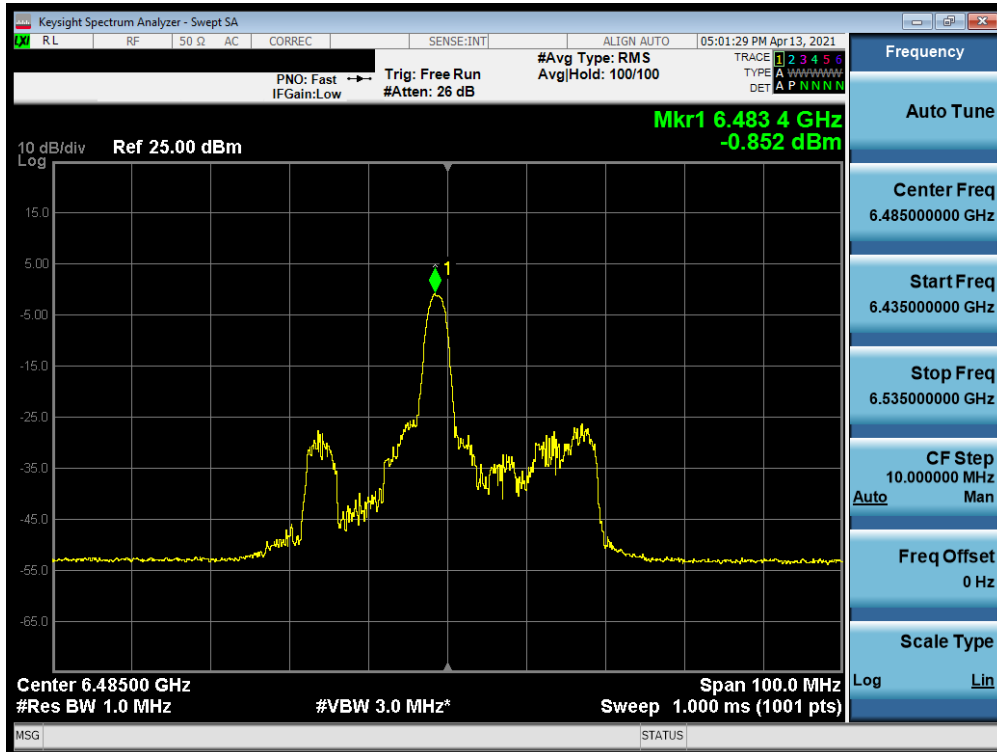 Keysight Spectrum Analyzer - Swept SA
LXI RL RF 50 Ω AC CORREC SENSE:INT ALIGN AUTO 05:01:29 PM Apr 13, 2021
PNO: Fast
IFGain:Low
Trig: Free Run
#Atten: 26 dB
#Avg Type: RMS
Avg|Hold: 100/100
TRACE 1 2 3 4 5 6
TYPE A WWWWW
DET A P N N N N
Mkr1 6.483 4 GHz
-0.852 dBm
10 dB/div
Log
Ref 25.00 dBm
15.0
5.00
1
-5.00
-15.0
-25.0
-35.0
-45.0
-55.0
-65.0
Center 6.48500 GHz
Span 100.0 MHz
#Res BW 1.0 MHz
#VBW 3.0 MHz*
Sweep 1.000 ms (1001 pts)
MSG
STATUS
Frequency
Auto Tune
Center Freq
6.485000000 GHz
Start Freq
6.435000000 GHz
Stop Freq
6.535000000 GHz
CF Step
10.000000 MHz
Auto Man
Freq Offset
0 Hz
Scale Type
Log Lin